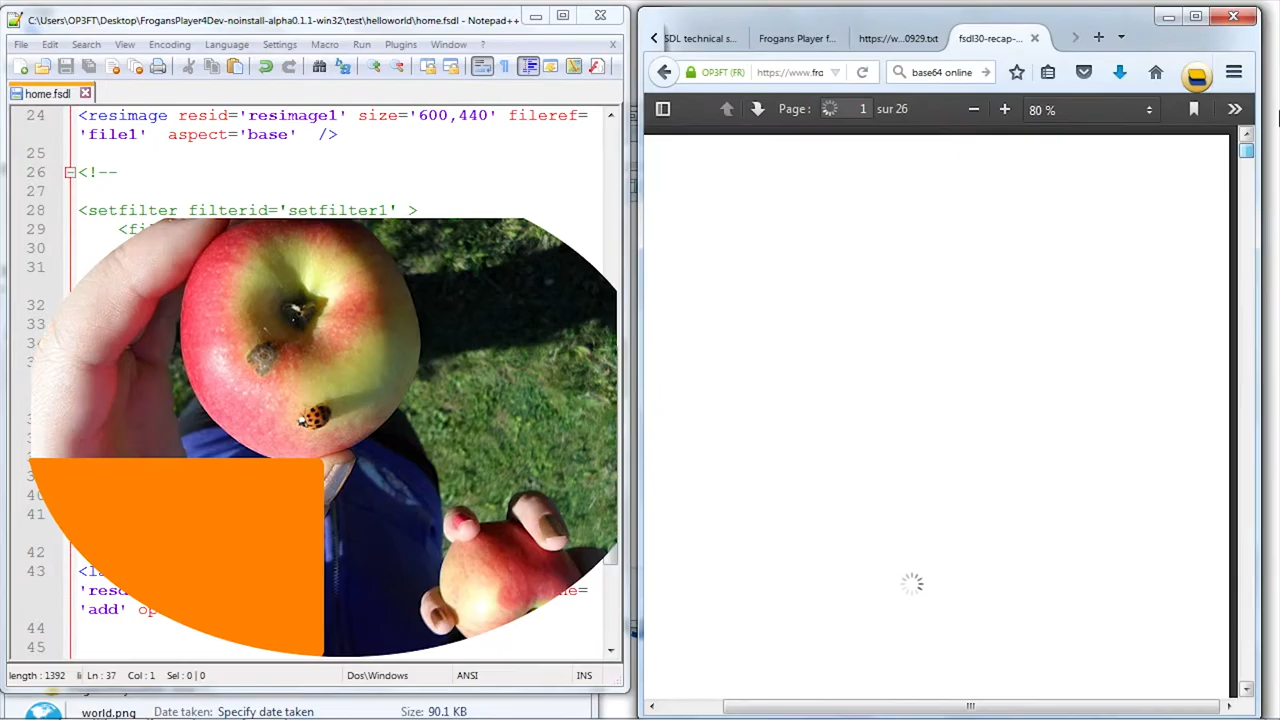 C:\Users\OP3FT\Desktop\FrogansPlayer4Dev-noinstall-alpha0.1.1-win32\test\helloworld\home.fsdl - Notepad++
File Edit Search View Encoding Language Settings Macro Run Plugins Window ? X
home.fsdl
24 <resimage resid='resimage1' size='600,440' fileref=
'file1' aspect='base' />
25
26 <!--
27
28 <setfilter filterid='setfilter1' >
29 <fi
30
31
32
33
40
41
42
43
'add' op
44
45
length : 1392 Ln : 37 Col : 1 Sel : 0 | 0 Dos\Windows ANSI INS
world.png Date taken: Specify date taken Size: 90.1 KB
SDL technical s... Frogans Player f... https://w...0929.txt fsdl30-recap-...
OP3FT (FR) https://www.fro base64 online
Page : 1 sur 26 80 %